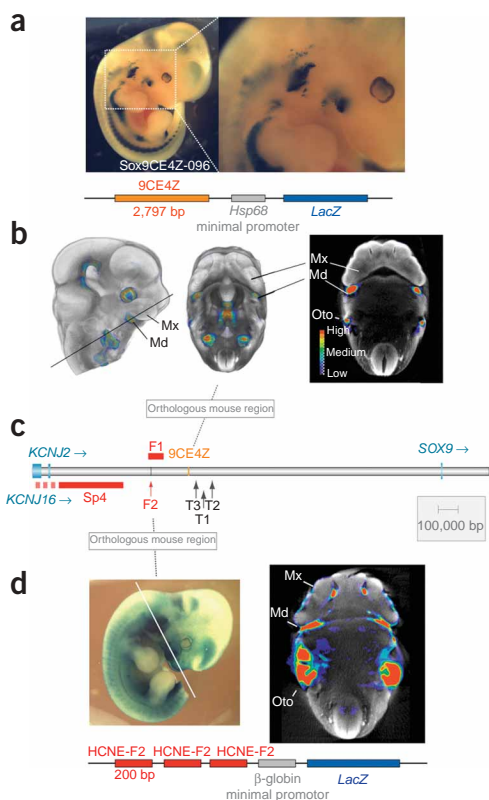 a
Sox9CE4Z-096
9CE4Z
2,797 bp
Hsp68
minimal promoter
LacZ
b
Mx
Md
Mx
Md
Oto
High
Medium
Low
Orthologous mouse region
c
KCNJ2 →
F1
9CE4Z
SOX9 →
KCNJ16 →
Sp4
F2
T3
T1
T2
100,000 bp
Orthologous mouse region
d
Mx
Md
Oto
HCNE-F2
HCNE-F2
HCNE-F2
200 bp
β-globin
minimal promoter
LacZ